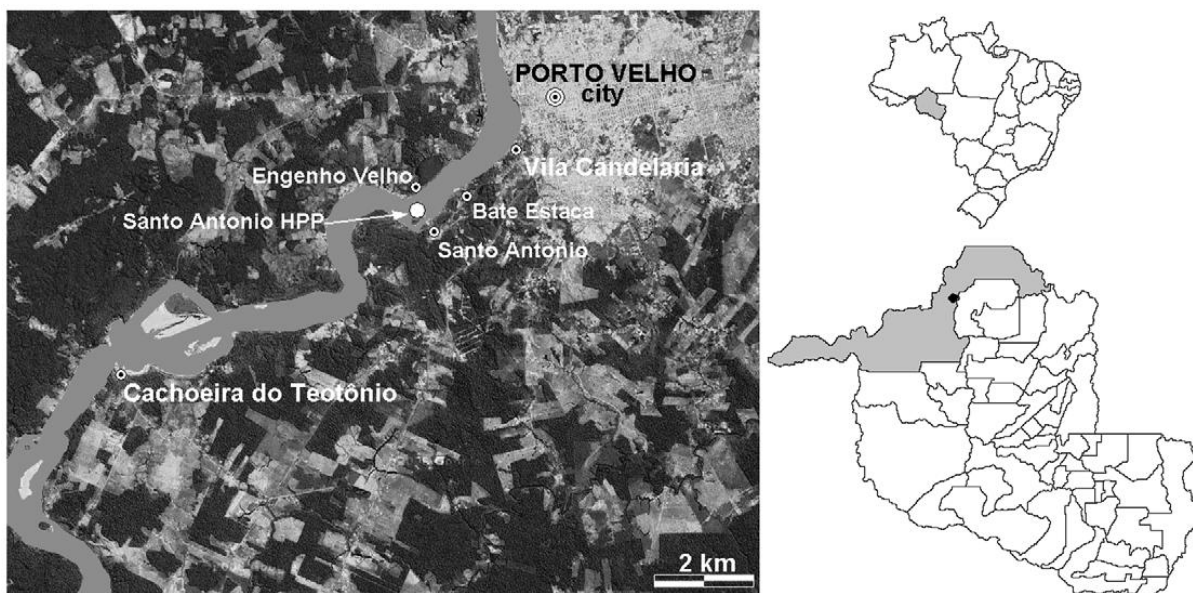 PORTO VELHO
city
Vila Candelaria
Engenho Velho
Bate Estaca
Santo Antonio HPP
Santo Antonio
Cachoeira do Teotônio
2 km